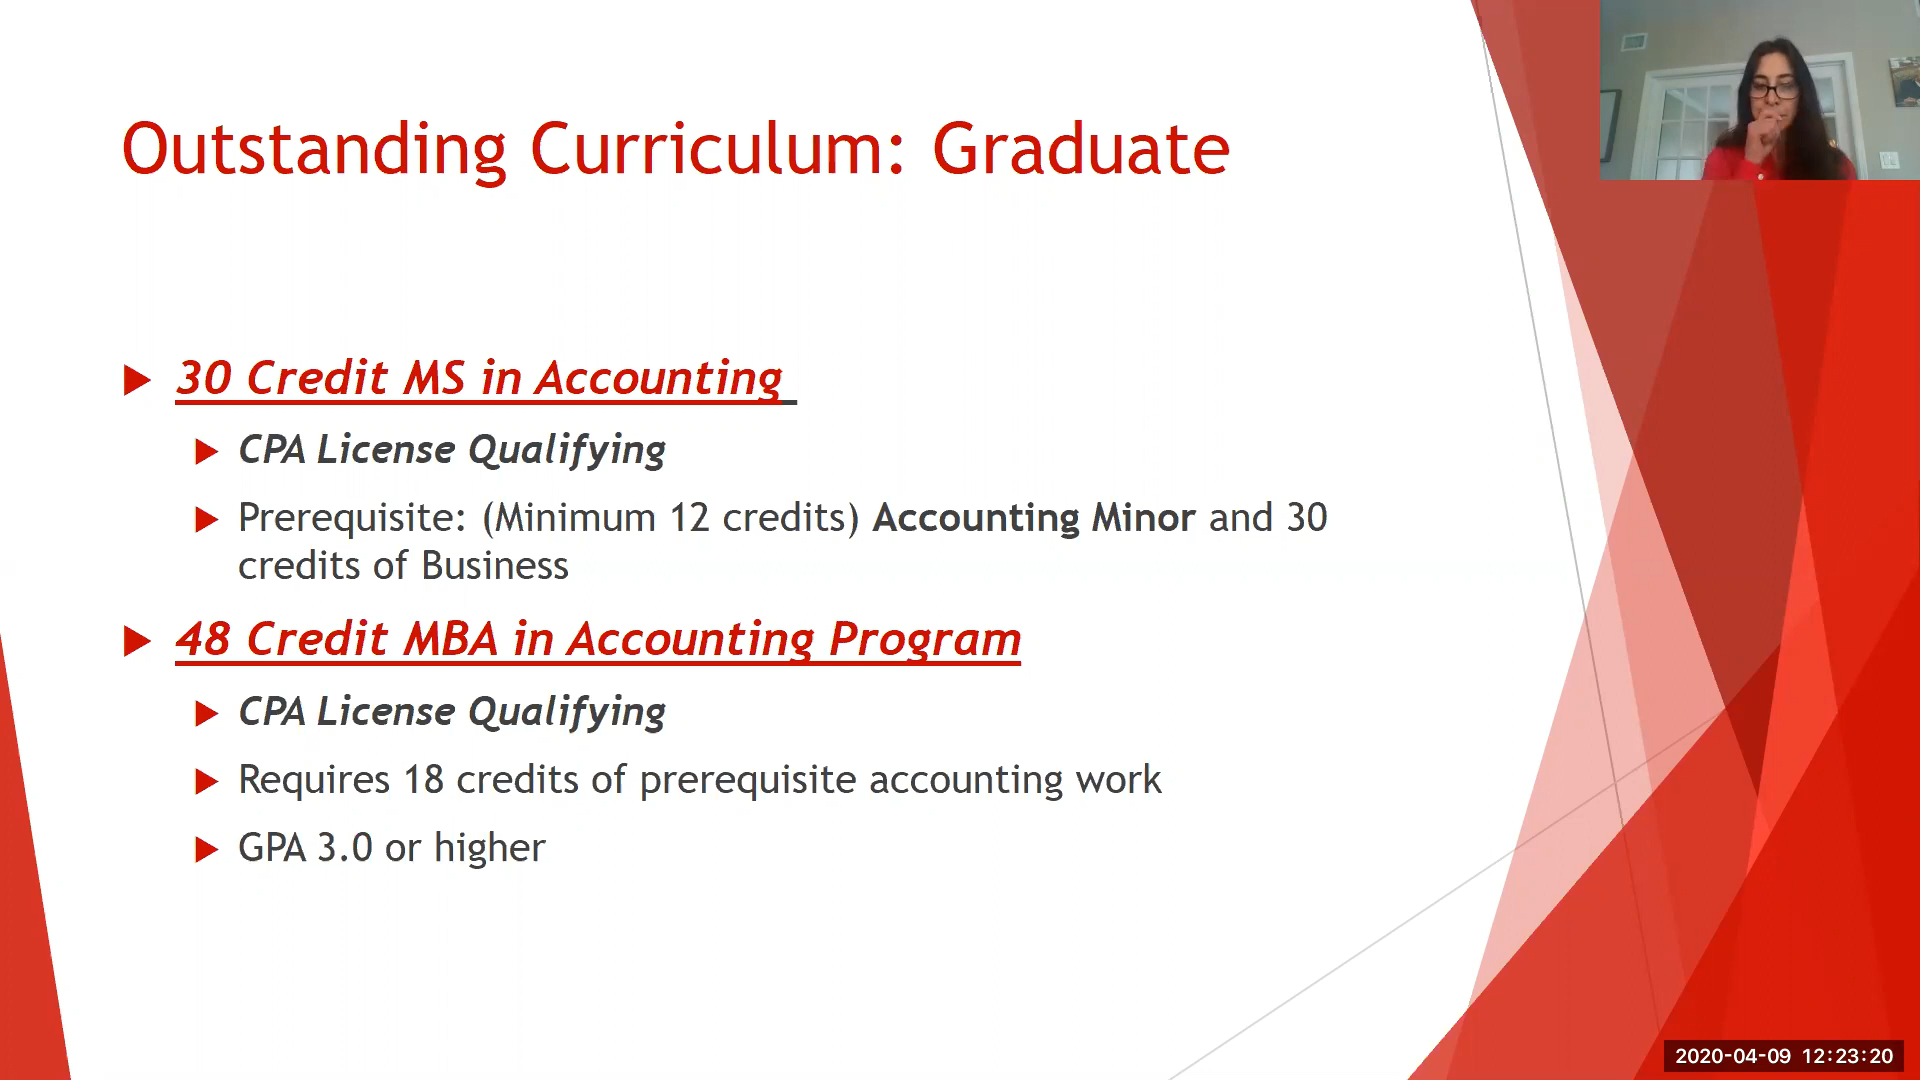 Outstanding Curriculum: Graduate
30 Credit MS in Accounting
CPA License Qualifying
Prerequisite: (Minimum 12 credits) Accounting Minor and 30
credits of Business
48 Credit MBA in Accounting Program
CPA License Qualifying
Requires 18 credits of prerequisite accounting work
GPA 3.0 or higher
2020-04-09 12:23:20